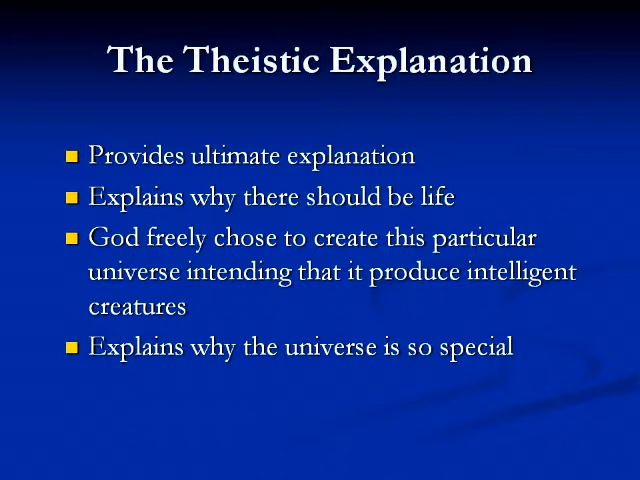 The Theistic Explanation
Provides ultimate explanation
Explains why there should be life
God freely chose to create this particular
universe intending that it produce intelligent
creatures
Explains why the universe is so special